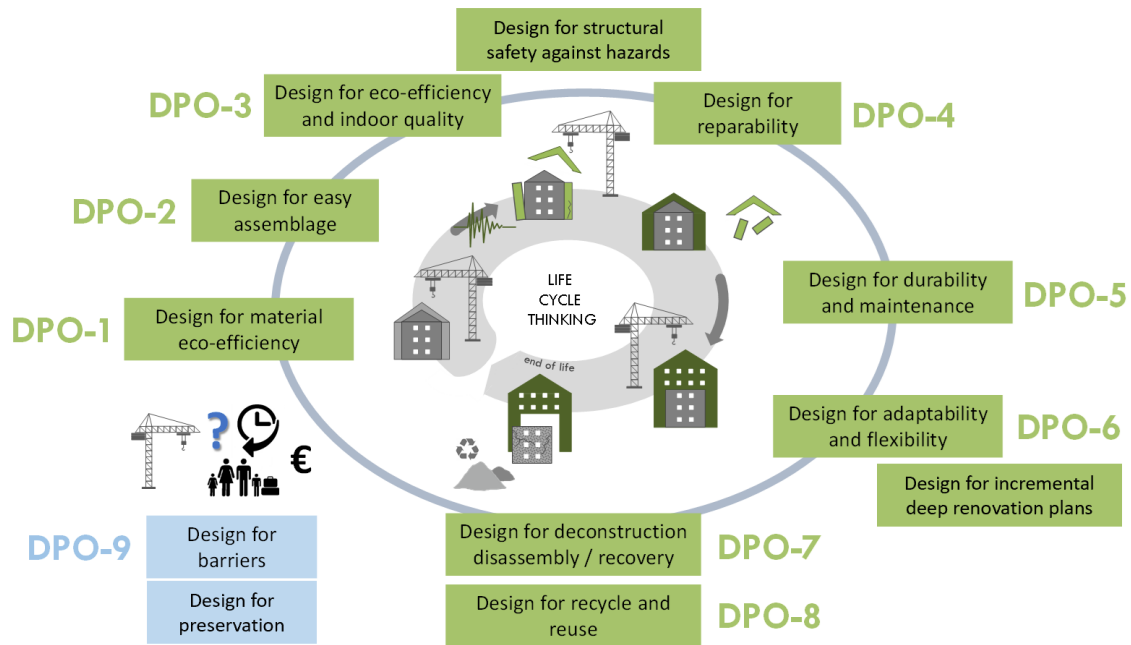 Design for structural
safety against hazards
DPO-3
Design for eco-efficiency
and indoor quality
Design for
reparability
DPO-4
DPO-2
Design for easy
assemblage
DPO-1
Design for material
eco-efficiency
LIFE
CYCLE
THINKING
end of life
Design for durability
and maintenance
DPO-5
Design for adaptability
and flexibility
DPO-6
Design for incremental
deep renovation plans
?
€
DPO-9
Design for
barriers
Design for
preservation
Design for deconstruction
disassembly / recovery
DPO-7
Design for recycle and
reuse
DPO-8